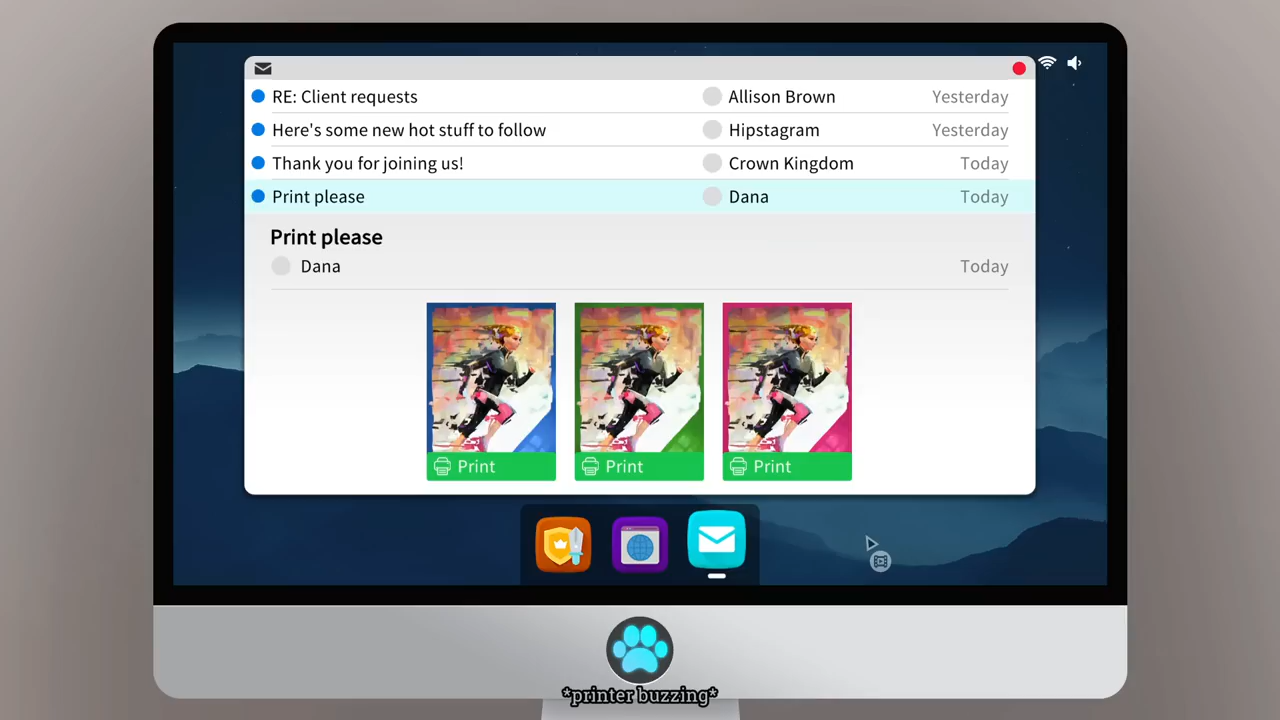 RE: Client requests Allison Brown Yesterday
Here's some new hot stuff to follow Hipstagram Yesterday
Thank you for joining us! Crown Kingdom Today
Print please Dana Today
Print please
Dana Today
Print Print Print
*printer buzzing*